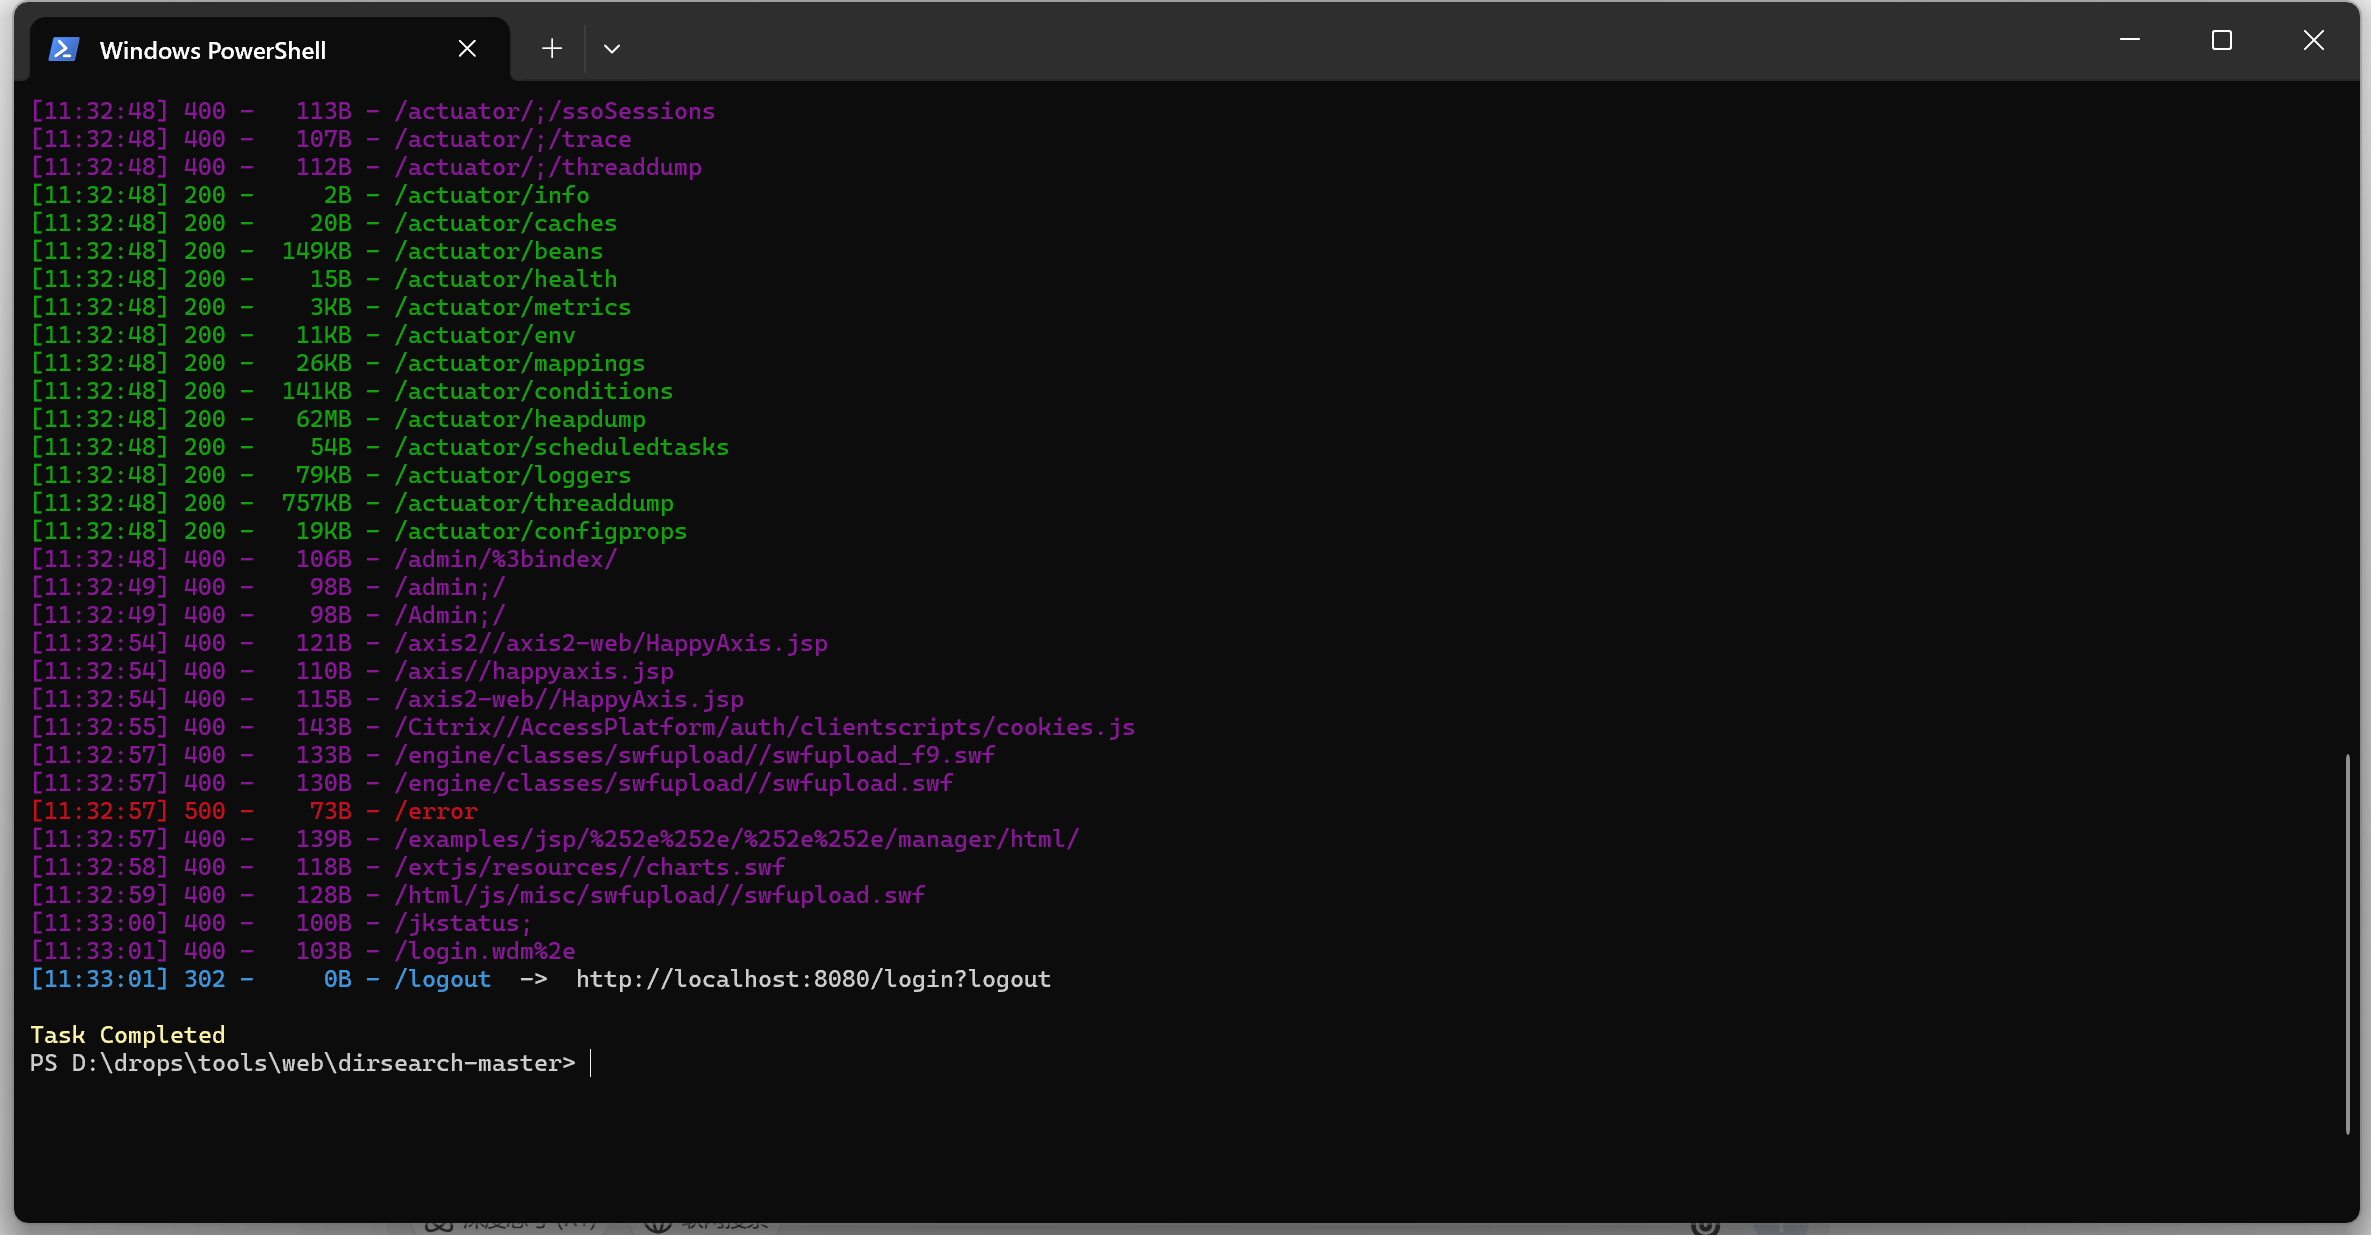 Windows PowerShell
[11:32:48] 400 -   113B - /actuator/;/ssoSessions
[11:32:48] 400 -   107B - /actuator/;/trace
[11:32:48] 400 -   112B - /actuator/;/threaddump
[11:32:48] 200 -     2B - /actuator/info
[11:32:48] 200 -    20B - /actuator/caches
[11:32:48] 200 -  149KB - /actuator/beans
[11:32:48] 200 -    15B - /actuator/health
[11:32:48] 200 -    3KB - /actuator/metrics
[11:32:48] 200 -   11KB - /actuator/env
[11:32:48] 200 -   26KB - /actuator/mappings
[11:32:48] 200 -  141KB - /actuator/conditions
[11:32:48] 200 -   62MB - /actuator/heapdump
[11:32:48] 200 -    54B - /actuator/scheduledtasks
[11:32:48] 200 -   79KB - /actuator/loggers
[11:32:48] 200 -  757KB - /actuator/threaddump
[11:32:48] 200 -   19KB - /actuator/configprops
[11:32:48] 400 -   106B - /admin/%3bindex/
[11:32:49] 400 -    98B - /admin;/
[11:32:49] 400 -    98B - /Admin;/
[11:32:54] 400 -   121B - /axis2//axis2-web/HappyAxis.jsp
[11:32:54] 400 -   110B - /axis//happyaxis.jsp
[11:32:54] 400 -   115B - /axis2-web//HappyAxis.jsp
[11:32:55] 400 -   143B - /Citrix//AccessPlatform/auth/clientscripts/cookies.js
[11:32:57] 400 -   133B - /engine/classes/swfupload//swfupload_f9.swf
[11:32:57] 400 -   130B - /engine/classes/swfupload//swfupload.swf
[11:32:57] 500 -    73B - /error
[11:32:57] 400 -   139B - /examples/jsp/%252e%252e/%252e%252e/manager/html/
[11:32:58] 400 -   118B - /extjs/resources//charts.swf
[11:32:59] 400 -   128B - /html/js/misc/swfupload//swfupload.swf
[11:33:00] 400 -   100B - /jkstatus;
[11:33:01] 400 -   103B - /login.wdm%2e
[11:33:01] 302 -     0B - /logout  ->  http://localhost:8080/login?logout
Task Completed
PS D:\drops\tools\web\dirsearch-master>